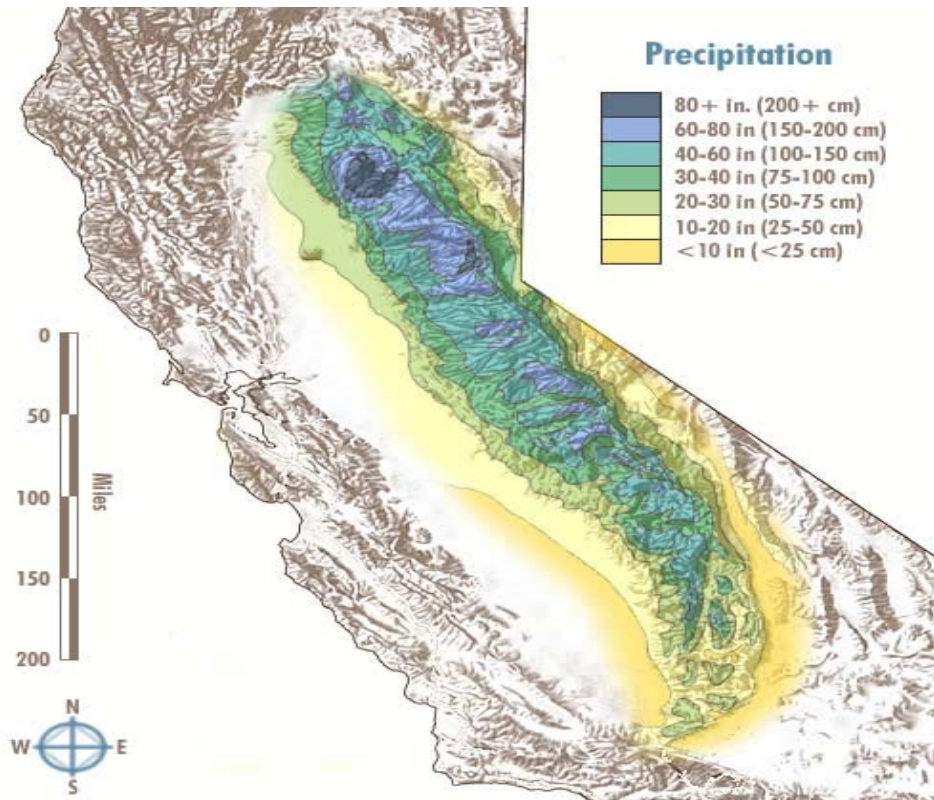 Precipitation
80+ in. (200+ cm)
60-80 in (150-200 cm)
40-60 in (100-150 cm)
30-40 in (75-100 cm)
20-30 in (50-75 cm)
10-20 in (25-50 cm)
<10 in (<25 cm)
0
50
100
150
200
Miles
N
W E
S